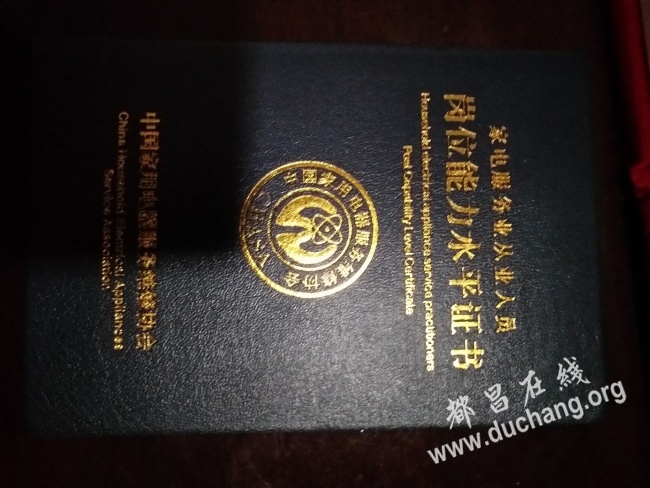 家电服务业从业人员
岗位能力水平证书
Household electrical appliance service practitioners
Post Capability Level Certificate
中国家用电器服务维修协会
China Household Electrical Appliances
Service Association
都昌在线
www.duchang.org